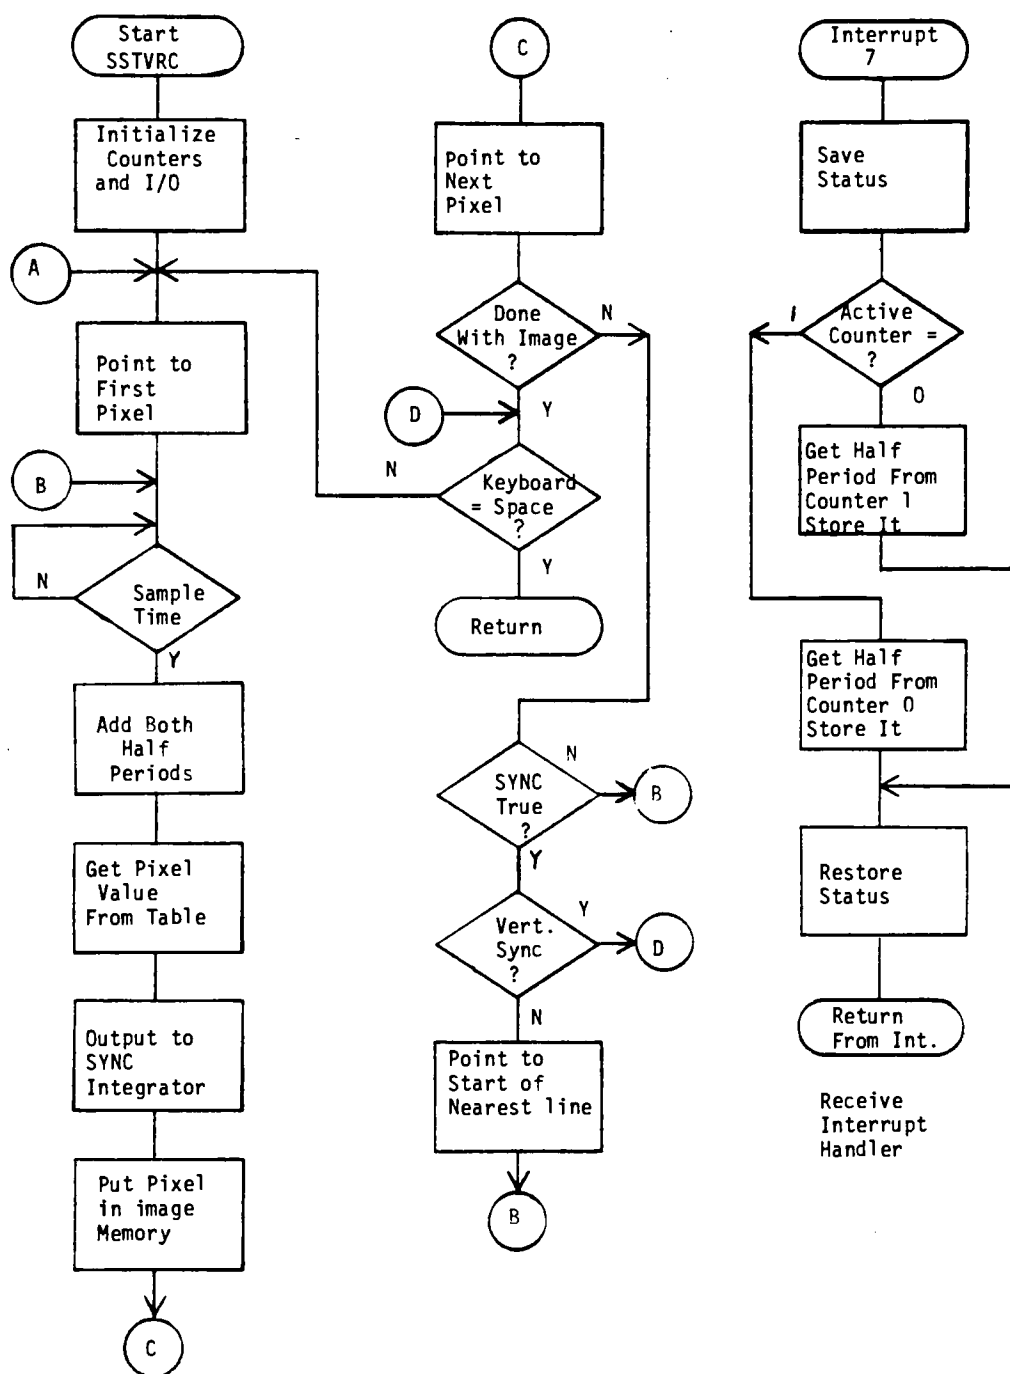 Start
SSTVRC
Initialize
Counters
and I/O
A
Point to
First
Pixel
B
N
Sample
Time
Y
Add Both
Half
Periods
Get Pixel
Value
From Table
Output to
SYNC
Integrator
Put Pixel
in image
Memory
C
C
Point to
Next
Pixel
Done
With Image
?
N
Y
D
N
Keyboard
= Space
?
Y
Return
SYNC
True
?
N
B
Y
Vert.
Sync
?
Y
D
N
Point to
Start of
Nearest line
B
Interrupt
7
Save
Status
1
Active
Counter =
?
0
Get Half
Period From
Counter 1
Store It
Get Half
Period From
Counter 0
Store It
Restore
Status
Return
From Int.
Receive
Interrupt
Handler